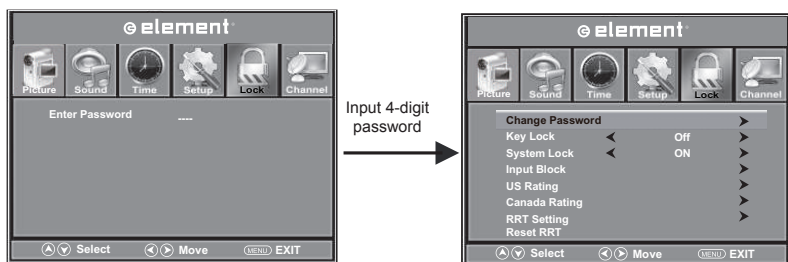 element
Picture Sound Time Setup Lock Channel
Enter Password ----
Select Move MENU EXIT
Input 4-digit
password
element
Picture Sound Time Setup Lock Channel
Change Password
Key Lock Off
System Lock ON
Input Block
US Rating
Canada Rating
RRT Setting
Reset RRT
Select Move MENU EXIT